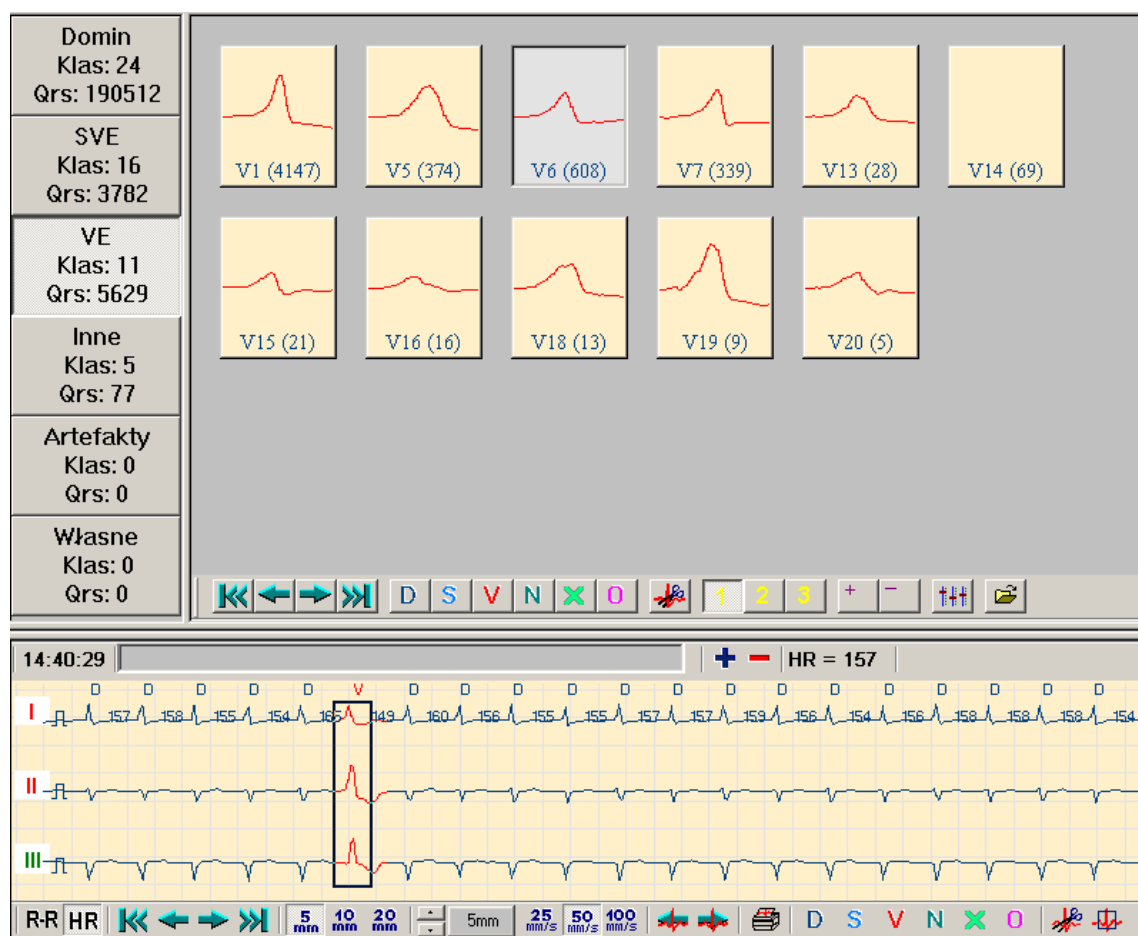 Domin
Klas: 24
Qrs: 190512
SVE
Klas: 16
Qrs: 3782
VE
Klas: 11
Qrs: 5629
Inne
Klas: 5
Qrs: 77
Artefakty
Klas: 0
Qrs: 0
Własne
Klas: 0
Qrs: 0
V1 (4147) V5 (374) V6 (608) V7 (339) V13 (28) V14 (69)
V15 (21) V16 (16) V18 (13) V19 (9) V20 (5)
D S V N X O 1 2 3 + −
14:40:29 + − HR = 157
D D D D D V D D D D D D D D D D D D D D
I 157 158 155 154 165 149 160 156 155 155 157 157 159 156 154 156 158 158 158 154
II
III
R-R HR 5 mm 10 mm 20 mm 5mm 25 mm/s 50 mm/s 100 mm/s D S V N X O